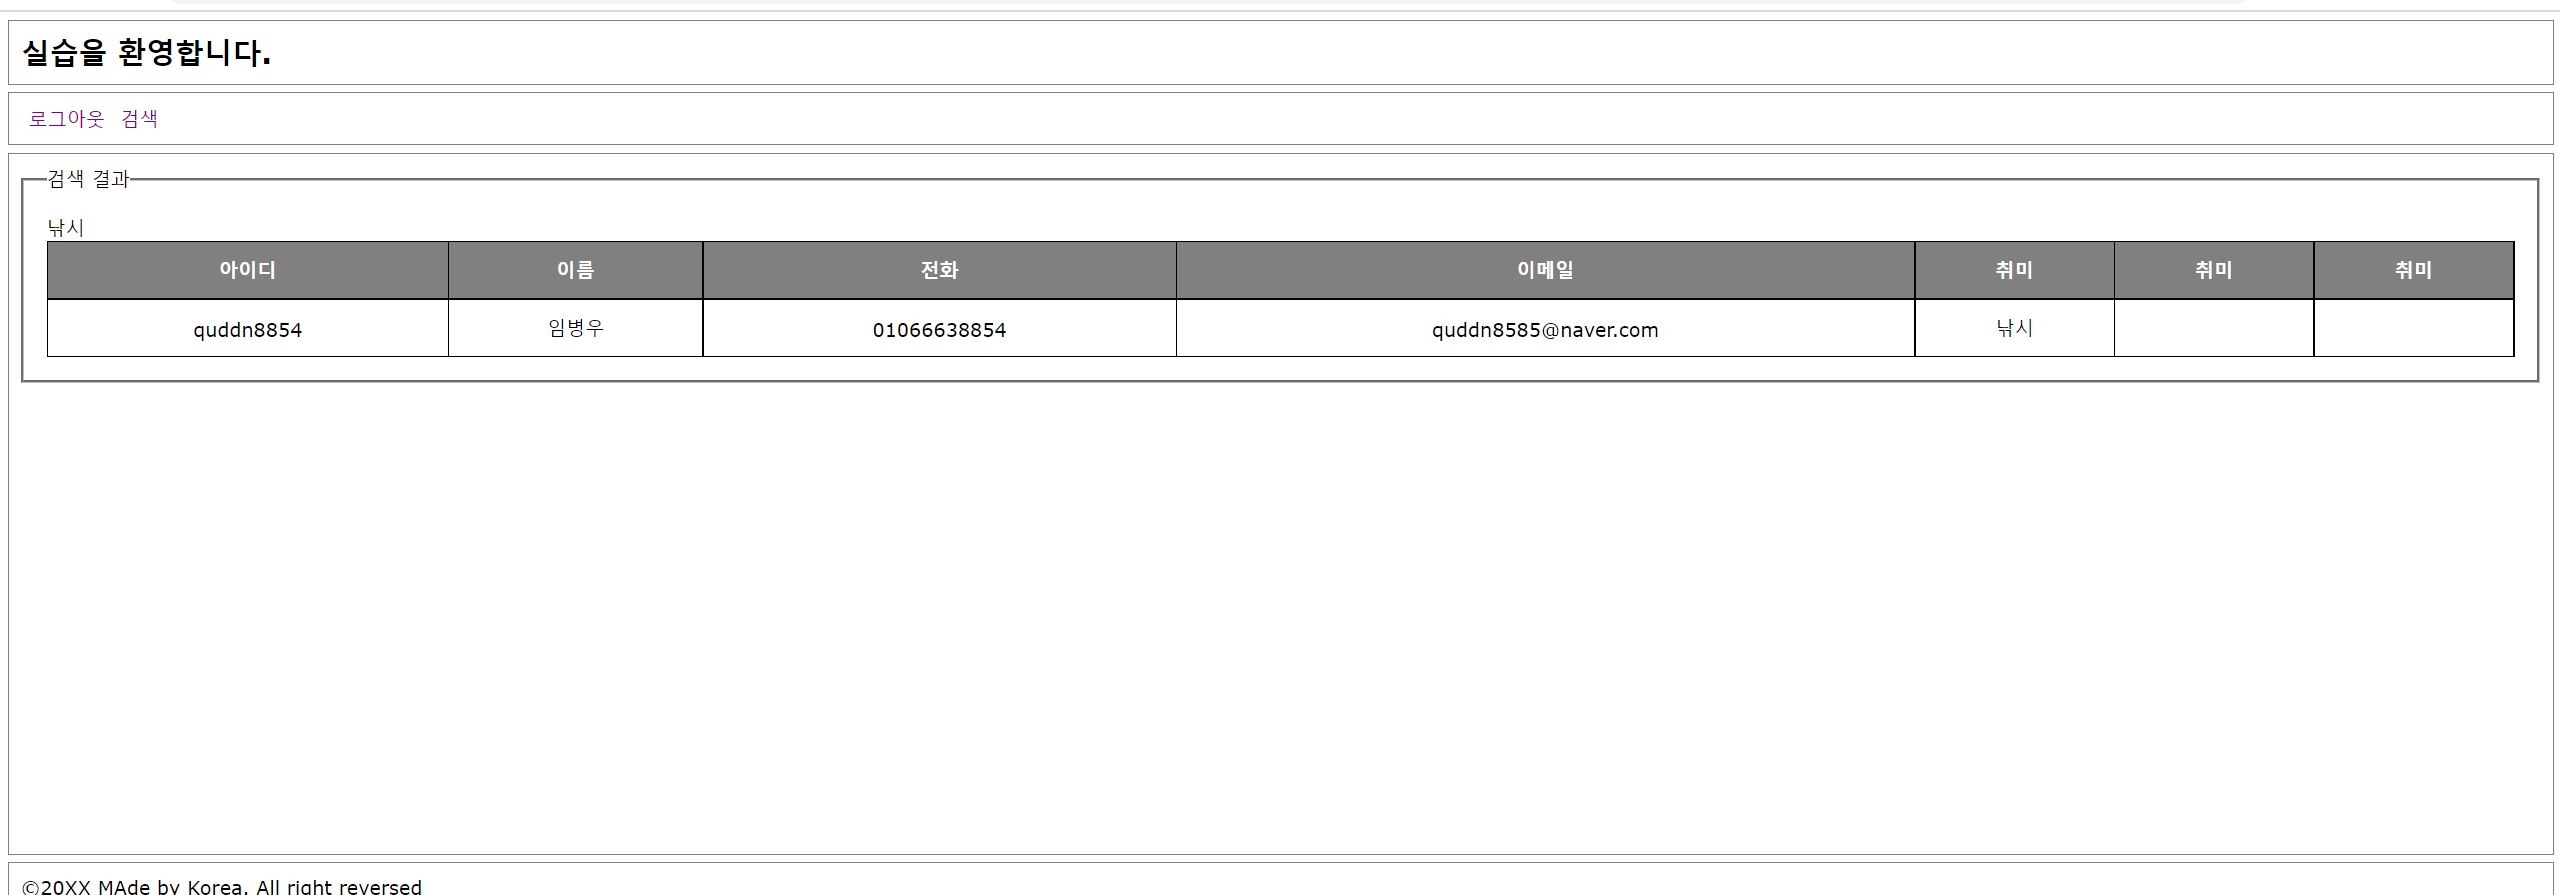 실습을 환영합니다.
로그아웃 검색
검색 결과
낚시
아이디 이름 전화 이메일 취미 취미 취미
quddn8854 임병우 01066638854 quddn8585@naver.com 낚시
©20XX MAde by Korea. All right reversed